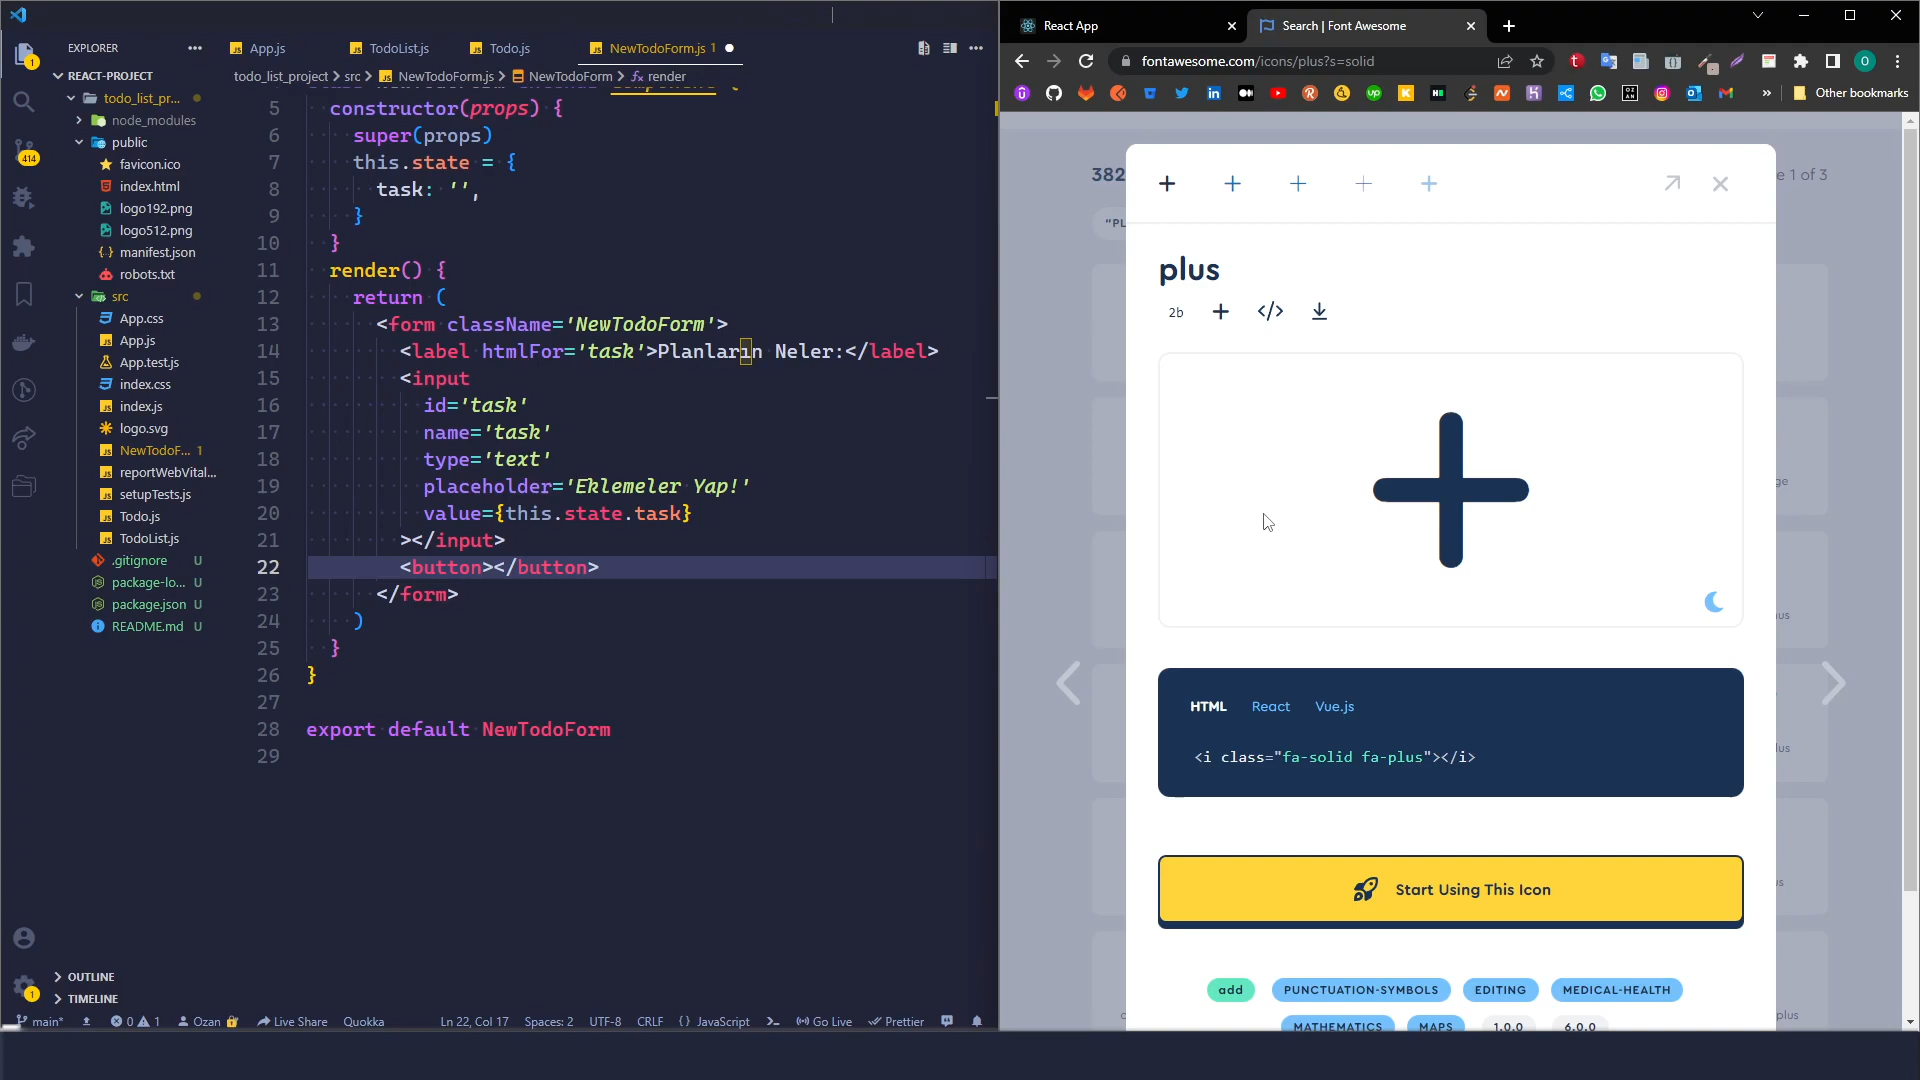 EXPLORER
REACT-PROJECT
todo_list_pr...
node_modules
public
favicon.ico
index.html
logo192.png
logo512.png
manifest.json
robots.txt
src
App.css
App.js
App.test.js
index.css
index.js
logo.svg
NewTodoF... 1
reportWebVital...
setupTests.js
Todo.js
TodoList.js
.gitignore U
package-lo... U
package.json U
README.md U
OUTLINE
TIMELINE
1
414
1
App.js
TodoList.js
Todo.js
NewTodoForm.js 1
todo_list_project > src > NewTodoForm.js > NewTodoForm > render
5 constructor(props) {
6 super(props)
7 this.state = {
8 task: '',
9 }
10 }
11 render() {
12 return (
13 <form className='NewTodoForm'>
14 <label htmlFor='task'>Planların Neler:</label>
15 <input
16 id='task'
17 name='task'
18 type='text'
19 placeholder='Eklemeler Yap!'
20 value={this.state.task}
21 ></input>
22 <button></button>
23 </form>
24 )
25 }
26 }
27
28 export default NewTodoForm
29
main* 0 1 Ozan Live Share Quokka Ln 22, Col 17 Spaces: 2 UTF-8 CRLF {} JavaScript Go Live Prettier
React App
Search | Font Awesome
fontawesome.com/icons/plus?s=solid
Other bookmarks
382
e 1 of 3
"PL
plus
2b
HTML React Vue.js
<i class="fa-solid fa-plus"></i>
Start Using This Icon
add PUNCTUATION-SYMBOLS EDITING MEDICAL-HEALTH
MATHEMATICS MAPS 1.0.0 6.0.0
plus